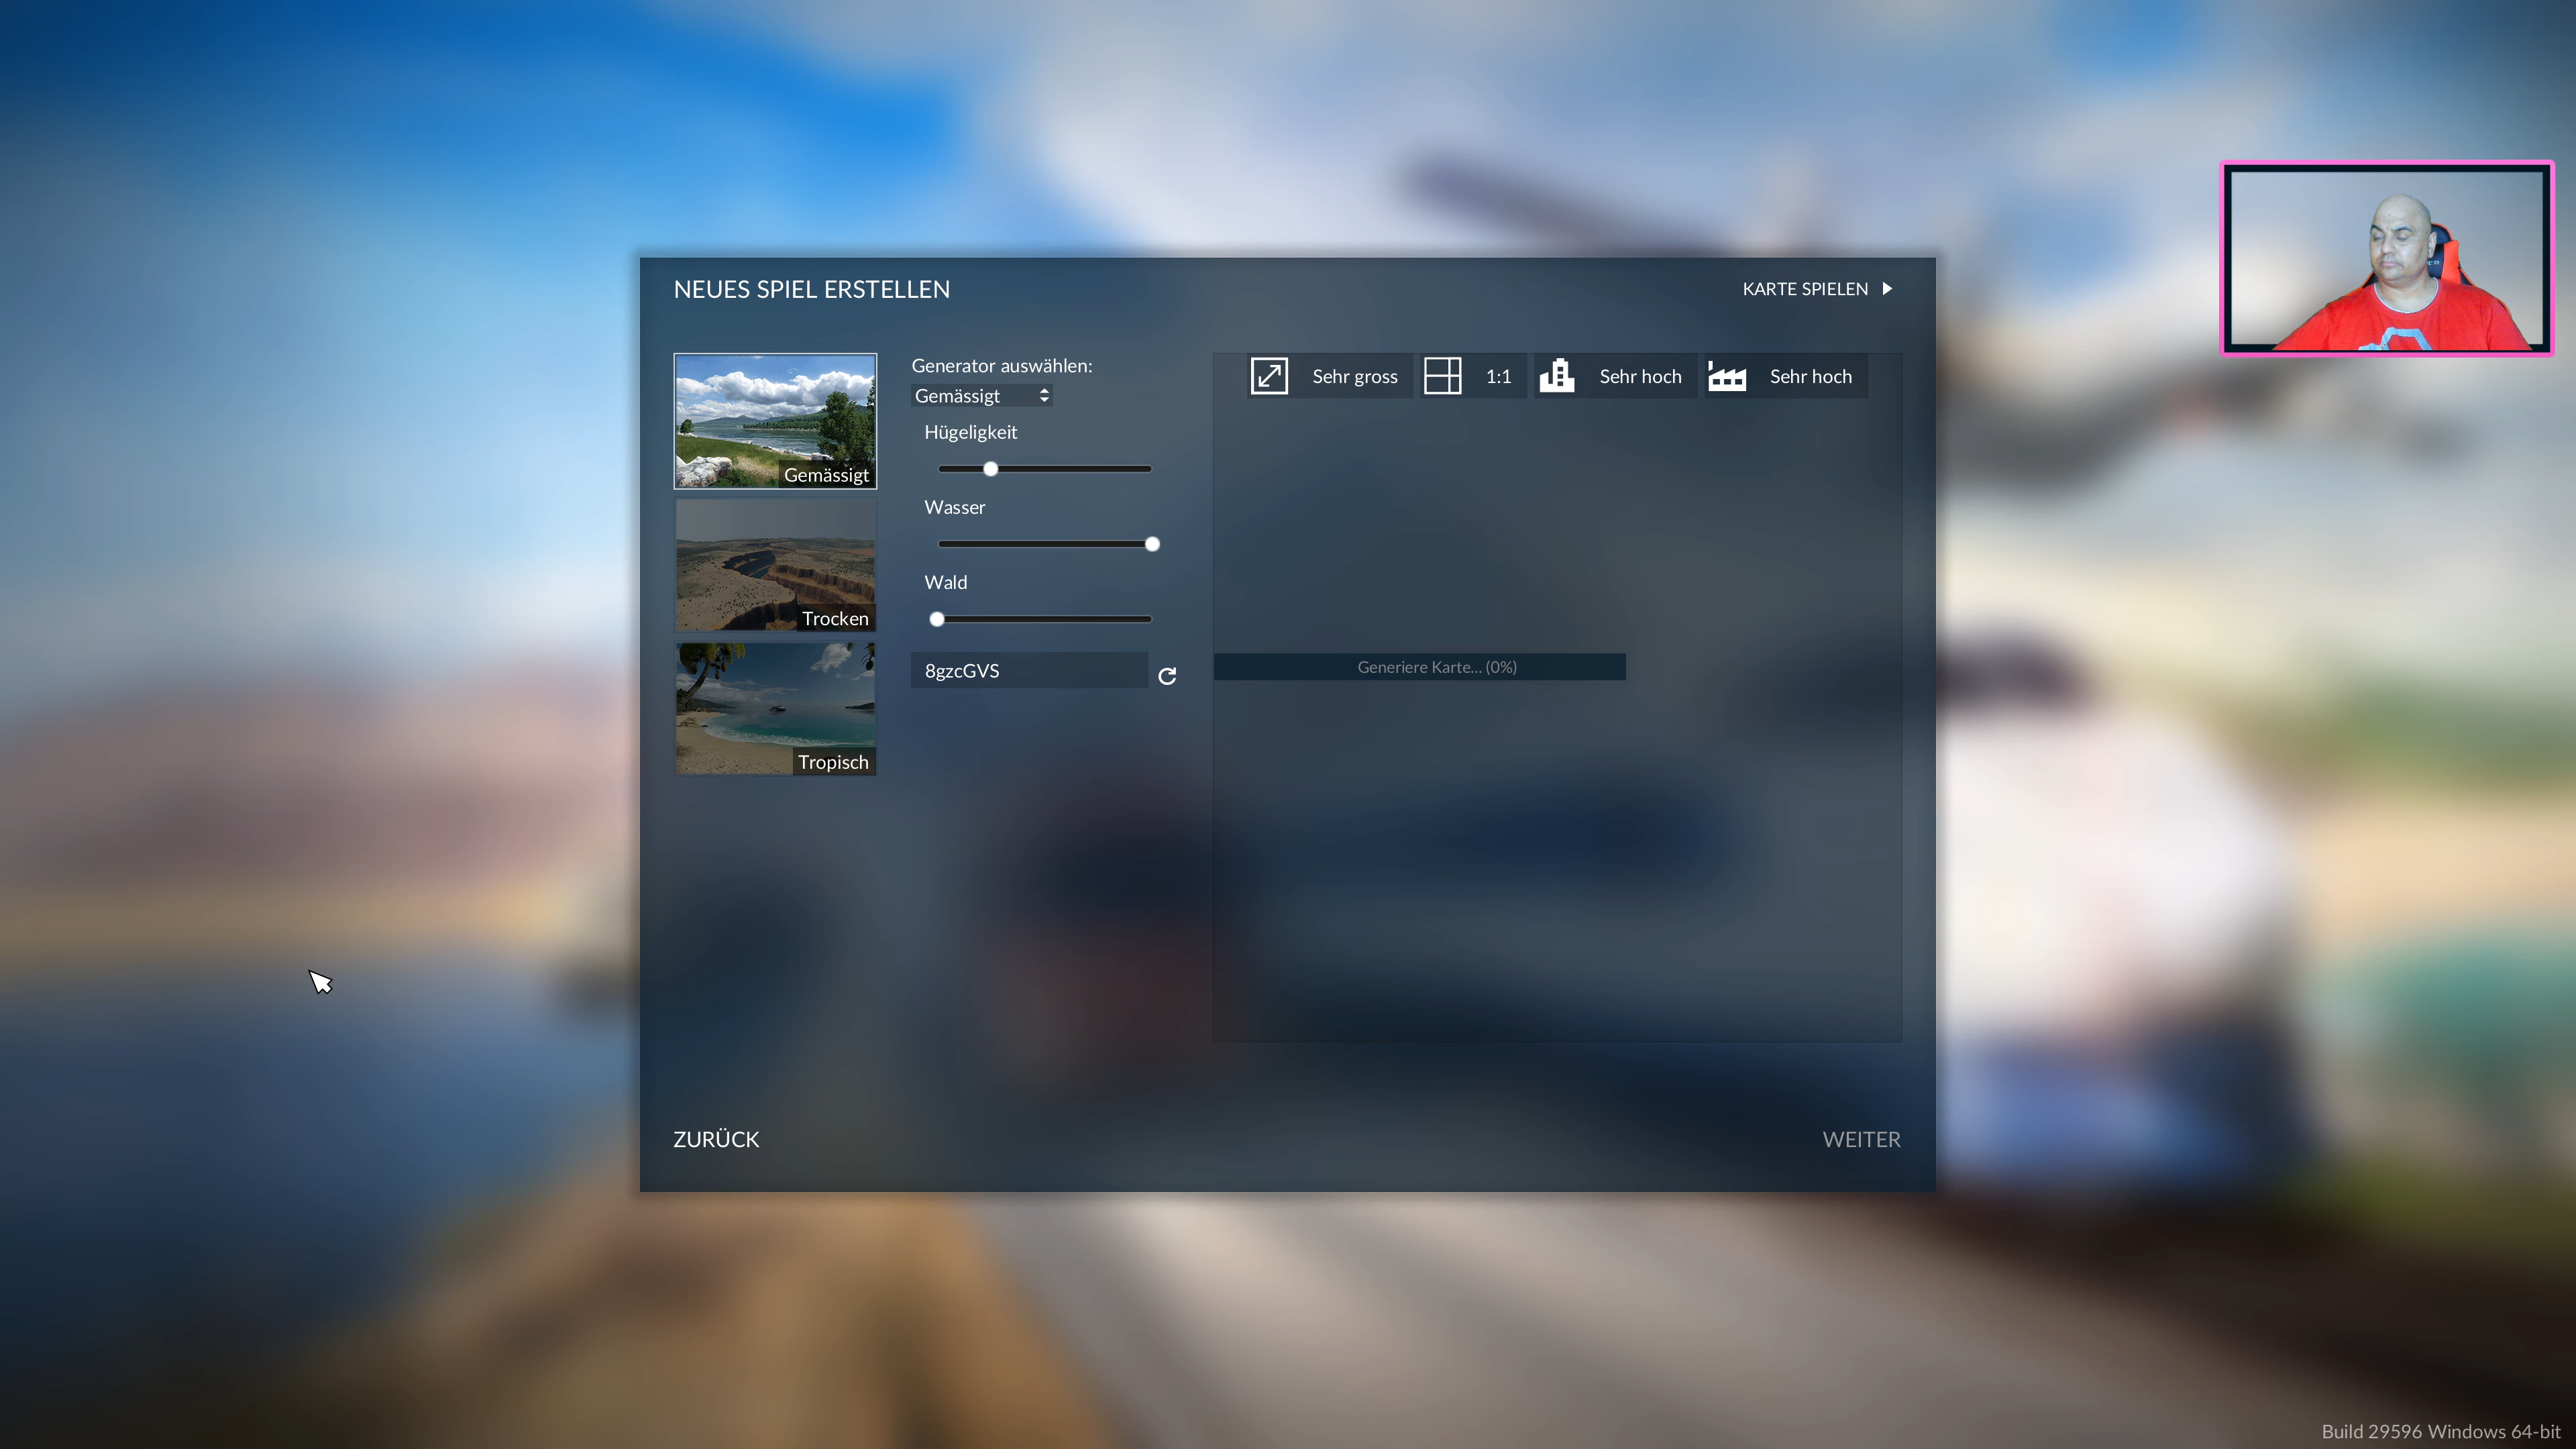 NEUES SPIEL ERSTELLEN
KARTE SPIELEN
Gemässigt
Trocken
Tropisch
Generator auswählen:
Gemässigt
Hügeligkeit
Wasser
Wald
8gzcGVS
Sehr gross 1:1 Sehr hoch Sehr hoch
Generiere Karte... (0%)
ZURÜCK
WEITER
Build 29596 Windows 64-bit